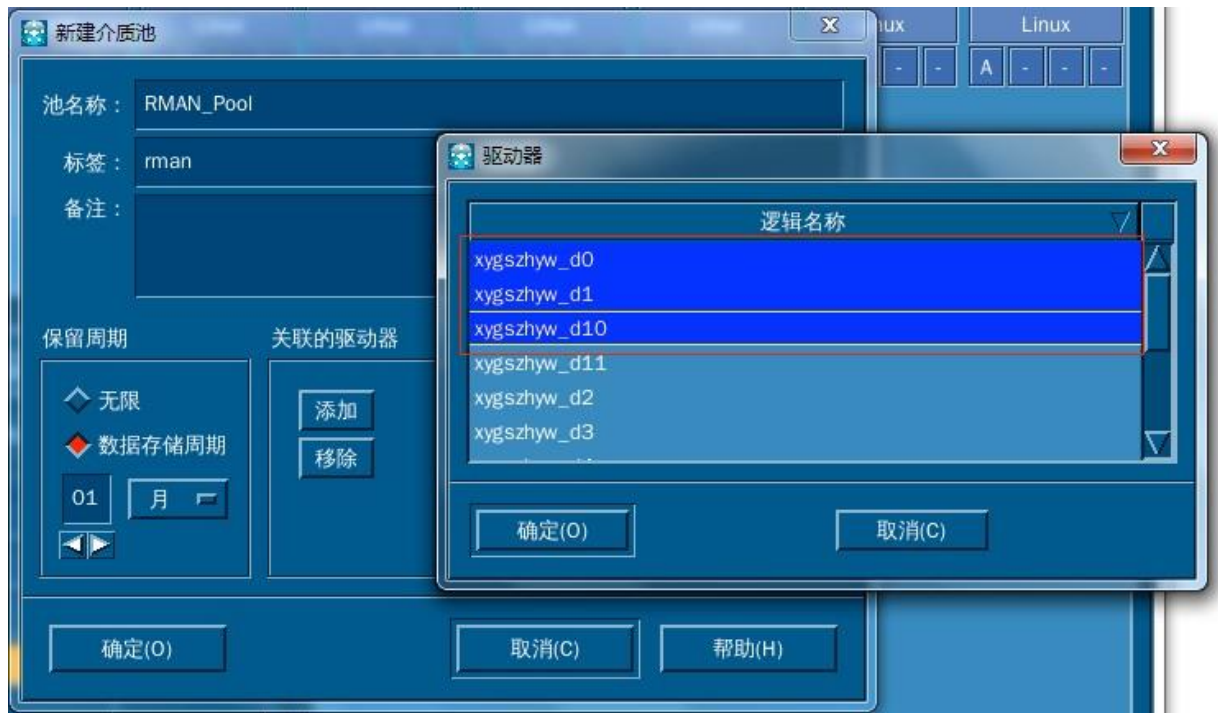 新建介质池
Linux
A - - -
- -
池名称： RMAN_Pool
标签： rman
备注：
驱动器
逻辑名称
xygszhyw_d0
xygszhyw_d1
xygszhyw_d10
xygszhyw_d11
xygszhyw_d2
xygszhyw_d3
确定(O)
取消(C)
保留周期
无限
数据存储周期
01 月
关联的驱动器
添加
移除
确定(O)
取消(C)
帮助(H)